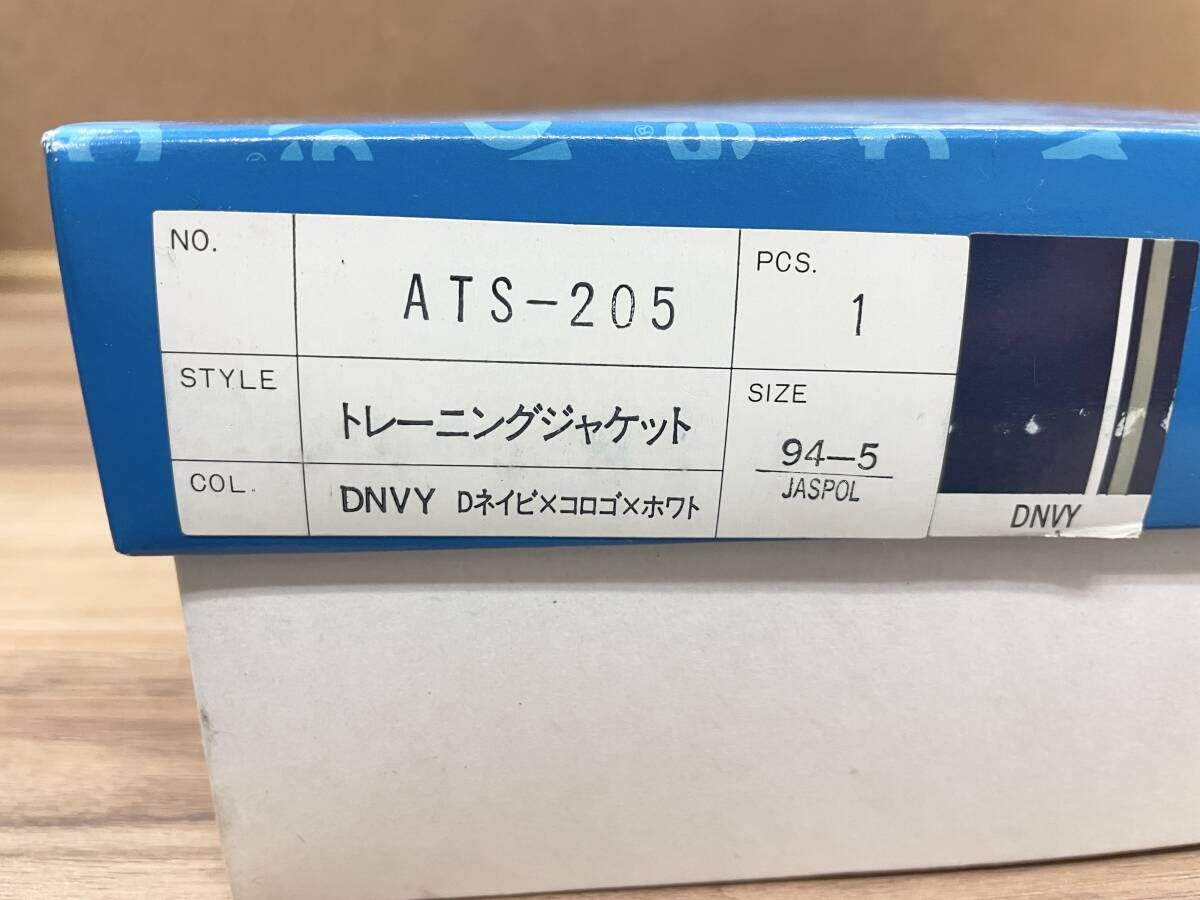 NO.
ATS-205
PCS.
1
STYLE
トレーニングジャケット
SIZE
94-5
JASPOL
COL.
DNVY Dネイビ×コロゴ×ホワト
DNVY